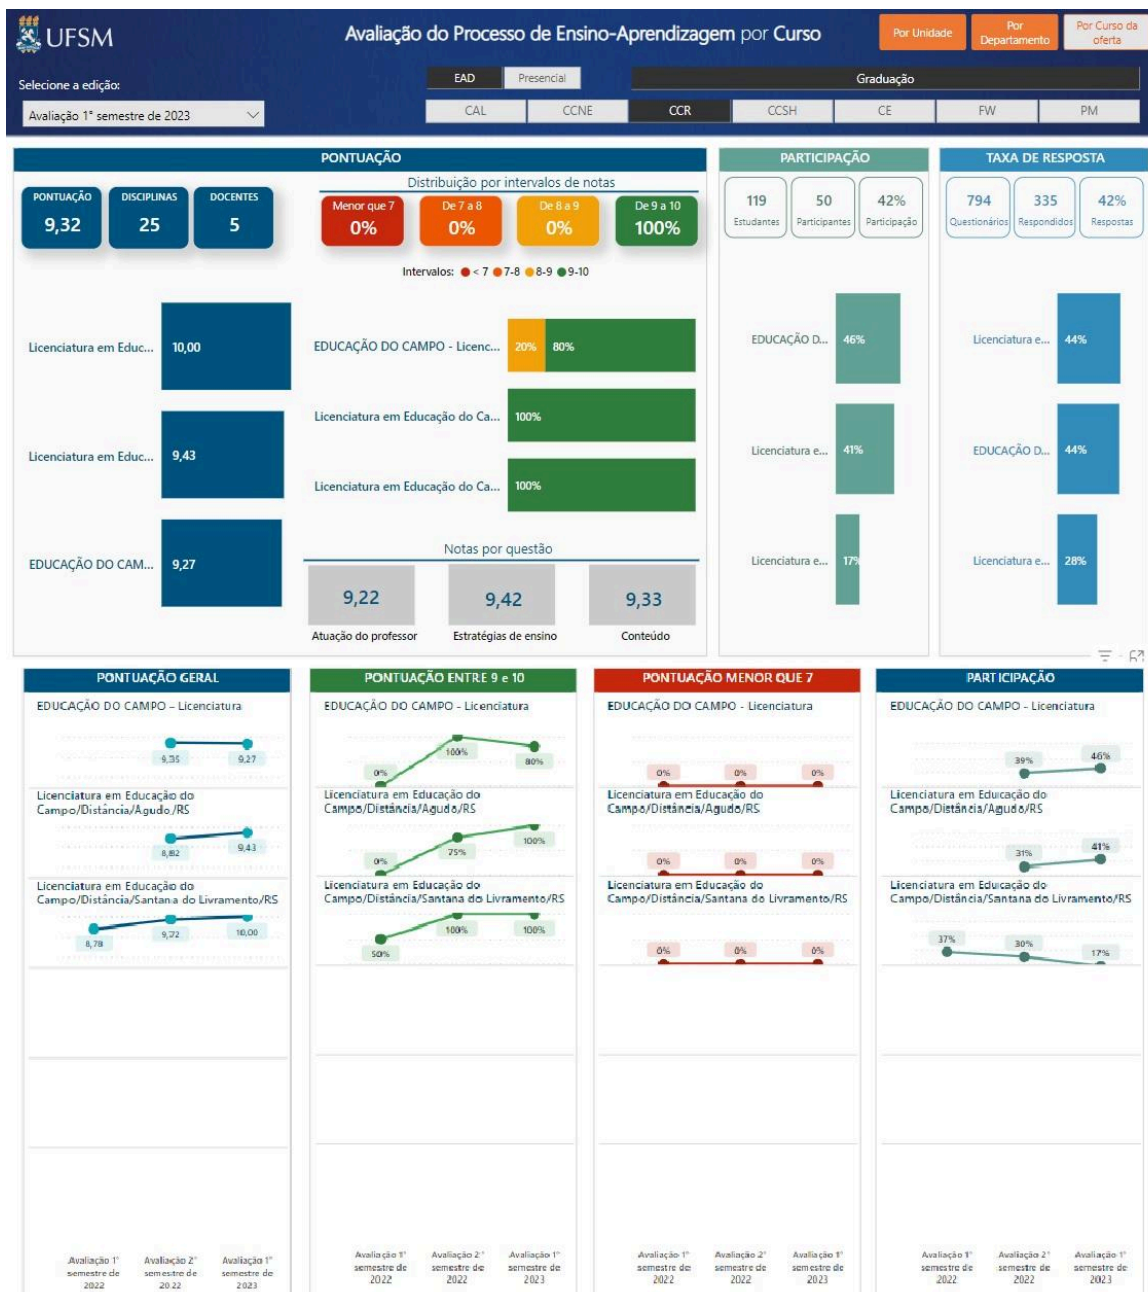 UFSM
Avaliação do Processo de Ensino-Aprendizagem por Curso
Por Unidade
Por Departamento
Por Curso da oferta
Selecione a edição:
Avaliação 1° semestre de 2023
EAD
Presencial
Graduação
CAL
CCNE
CCR
CCSH
CE
FW
PM
PONTUAÇÃO
PONTUAÇÃO
9,32
DISCIPLINAS
25
DOCENTES
5
Distribuição por intervalos de notas
Menor que 7
0%
De 7 a 8
0%
De 8 a 9
0%
De 9 a 10
100%
Intervalos: < 7 7-8 8-9 9-10
Licenciatura em Educ... 10,00
Licenciatura em Educ... 9,43
EDUCAÇÃO DO CAM... 9,27
EDUCAÇÃO DO CAMPO - Licenc... 20% 80%
Licenciatura em Educação do Ca... 100%
Licenciatura em Educação do Ca... 100%
Notas por questão
9,22
Atuação do professor
9,42
Estratégias de ensino
9,33
Conteúdo
PARTICIPAÇÃO
119
Estudantes
50
Participantes
42%
Participação
EDUCAÇÃO D... 46%
Licenciatura e... 41%
Licenciatura e... 17%
TAXA DE RESPOSTA
794
Questionários
335
Respondidos
42%
Respostas
Licenciatura e... 44%
EDUCAÇÃO D... 44%
Licenciatura e... 28%
PONTUAÇÃO GERAL
EDUCAÇÃO DO CAMPO – Licenciatura
9,35 9,27
Licenciatura em Educação do
Campo/Distância/Agudo/RS
8,82 9,43
Licenciatura em Educação do
Campo/Distância/Santana do Livramento/RS
8,78 9,72 10,00
Avaliação 1°
semestre de
2022
Avaliação 2°
semestre de
2022
Avaliação 1°
semestre de
2023
PONTUAÇÃO ENTRE 9 e 10
EDUCAÇÃO DO CAMPO - Licenciatura
0% 100% 80%
Licenciatura em Educação do
Campo/Distância/Agudo/RS
0% 75% 100%
Licenciatura em Educação do
Campo/Distância/Santana do Livramento/RS
50% 100% 100%
Avaliação 1°
semestre de
2022
Avaliação 2°
semestre de
2022
Avaliação 1°
semestre de
2023
PONTUAÇÃO MENOR QUE 7
EDUCAÇÃO DO CAMPO - Licenciatura
0% 0% 0%
Licenciatura em Educação do
Campo/Distância/Agudo/RS
0% 0% 0%
Licenciatura em Educação do
Campo/Distância/Santana do Livramento/RS
0% 0% 0%
Avaliação 1°
semestre de
2022
Avaliação 2°
semestre de
2022
Avaliação 1°
semestre de
2023
PARTICIPAÇÃO
EDUCAÇÃO DO CAMPO - Licenciatura
39% 46%
Licenciatura em Educação do
Campo/Distância/Agudo/RS
31% 41%
Licenciatura em Educação do
Campo/Distância/Santana do Livramento/RS
37% 30% 17%
Avaliação 1°
semestre de
2022
Avaliação 2°
semestre de
2022
Avaliação 1°
semestre de
2023